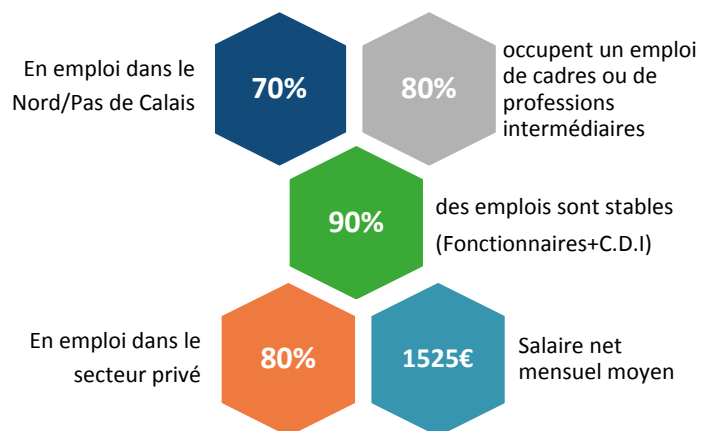 En emploi dans le
Nord/Pas de Calais
70%
80%
occupent un emploi
de cadres ou de
professions
intermédiaires
90%
des emplois sont stables
(Fonctionnaires+C.D.I)
En emploi dans le
secteur privé
80%
1525€
Salaire net
mensuel moyen